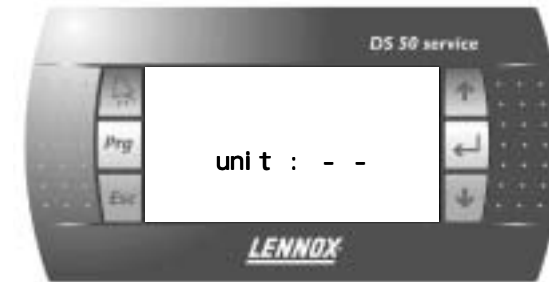 DS 50 service
Prg
unit : - -
Esc
LENNOX